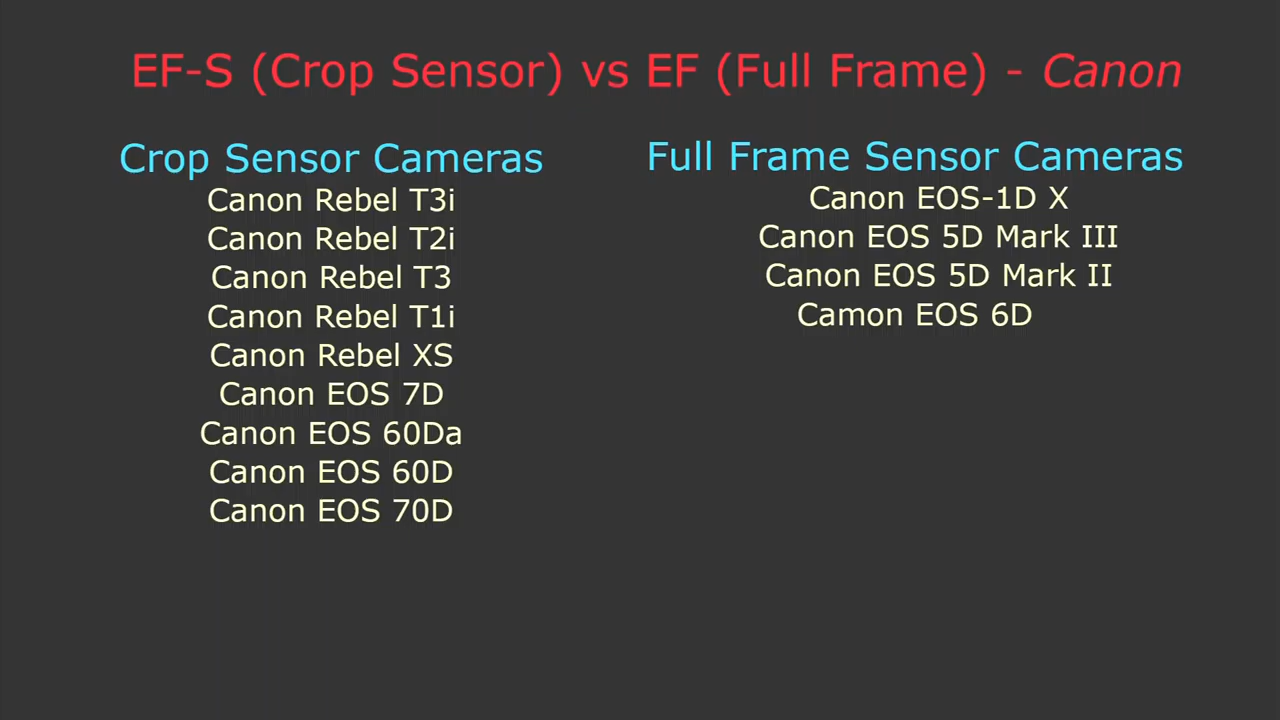 EF-S (Crop Sensor) vs EF (Full Frame) - Canon
Crop Sensor Cameras
Canon Rebel T3i
Canon Rebel T2i
Canon Rebel T3
Canon Rebel T1i
Canon Rebel XS
Canon EOS 7D
Canon EOS 60Da
Canon EOS 60D
Canon EOS 70D
Full Frame Sensor Cameras
Canon EOS-1D X
Canon EOS 5D Mark III
Canon EOS 5D Mark II
Camon EOS 6D